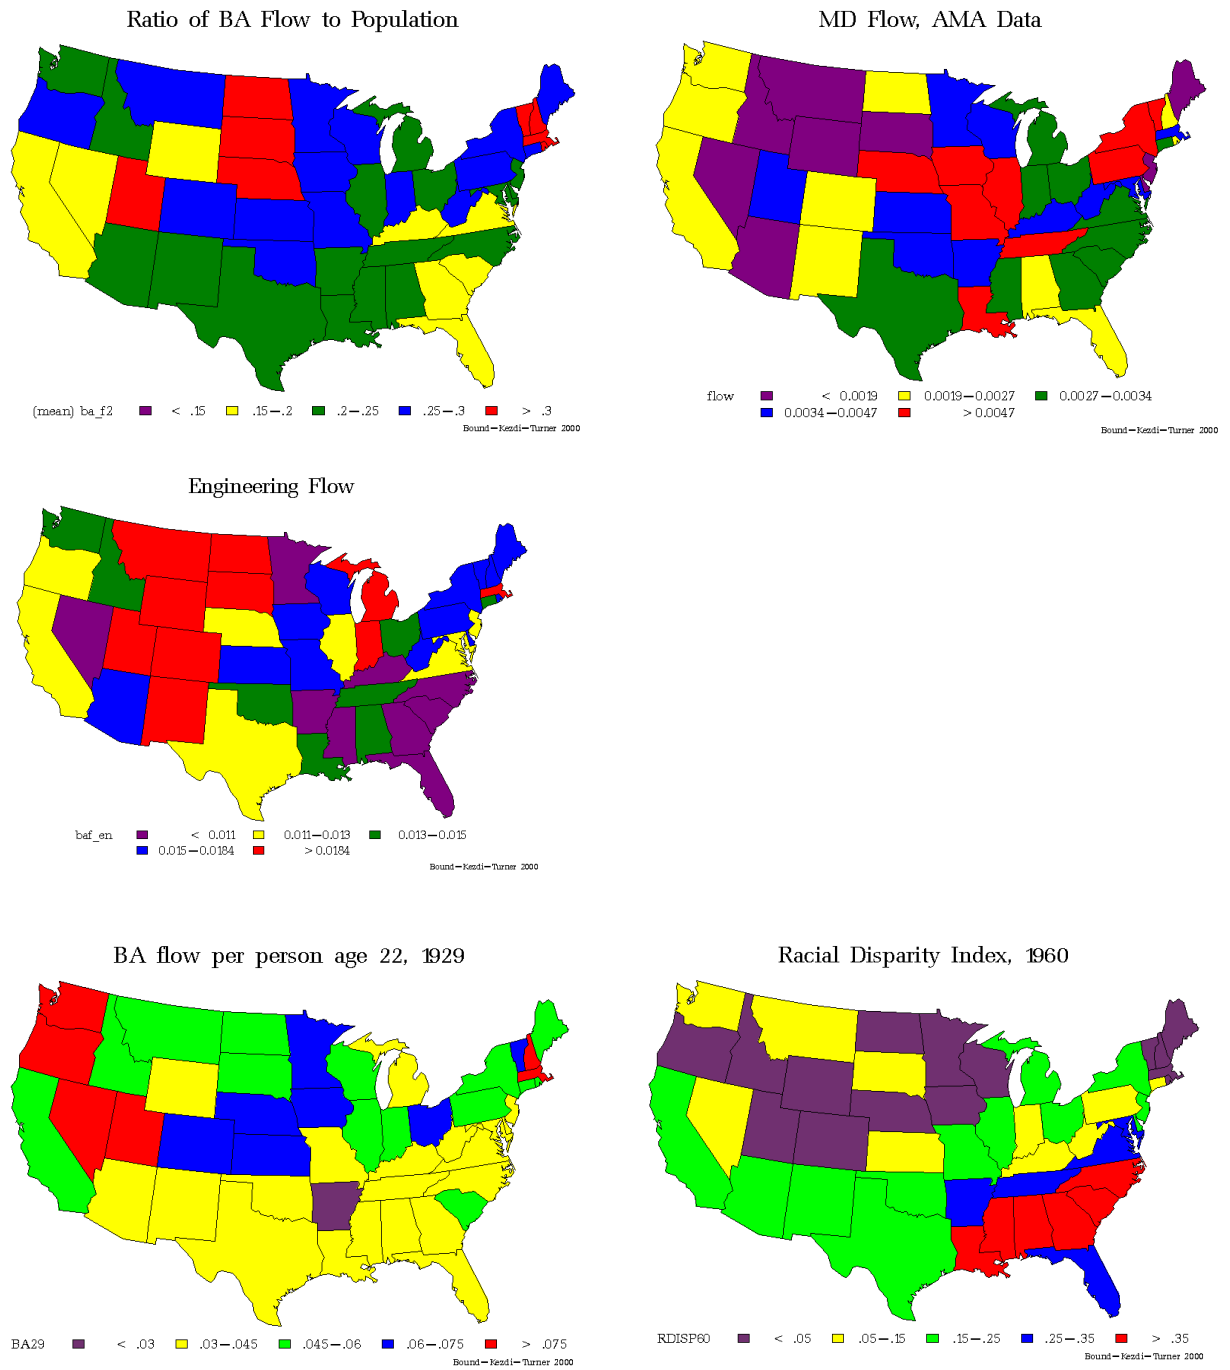 Ratio of BA Flow to Population
(mean) ba_f2 < .15 .15−.2 .2−.25 .25−.3 > .3
Bound−Kezdi−Turner 2000
MD Flow, AMA Data
flow < 0.0019 0.0019−0.0027 0.0027−0.0034
0.0034−0.0047 > 0.0047
Bound−Kezdi−Turner 2000
Engineering Flow
baf_en < 0.011 0.011−0.013 0.013−0.015
0.015−0.0184 > 0.0184
Bound−Kezdi−Turner 2000
BA flow per person age 22, 1929
BA29 < .03 .03−.045 .045−.06 .06−.075 > .075
Bound−Kezdi−Turner 2000
Racial Disparity Index, 1960
RDISP60 < .05 .05−.15 .15−.25 .25−.35 > .35
Bound−Kezdi−Turner 2000